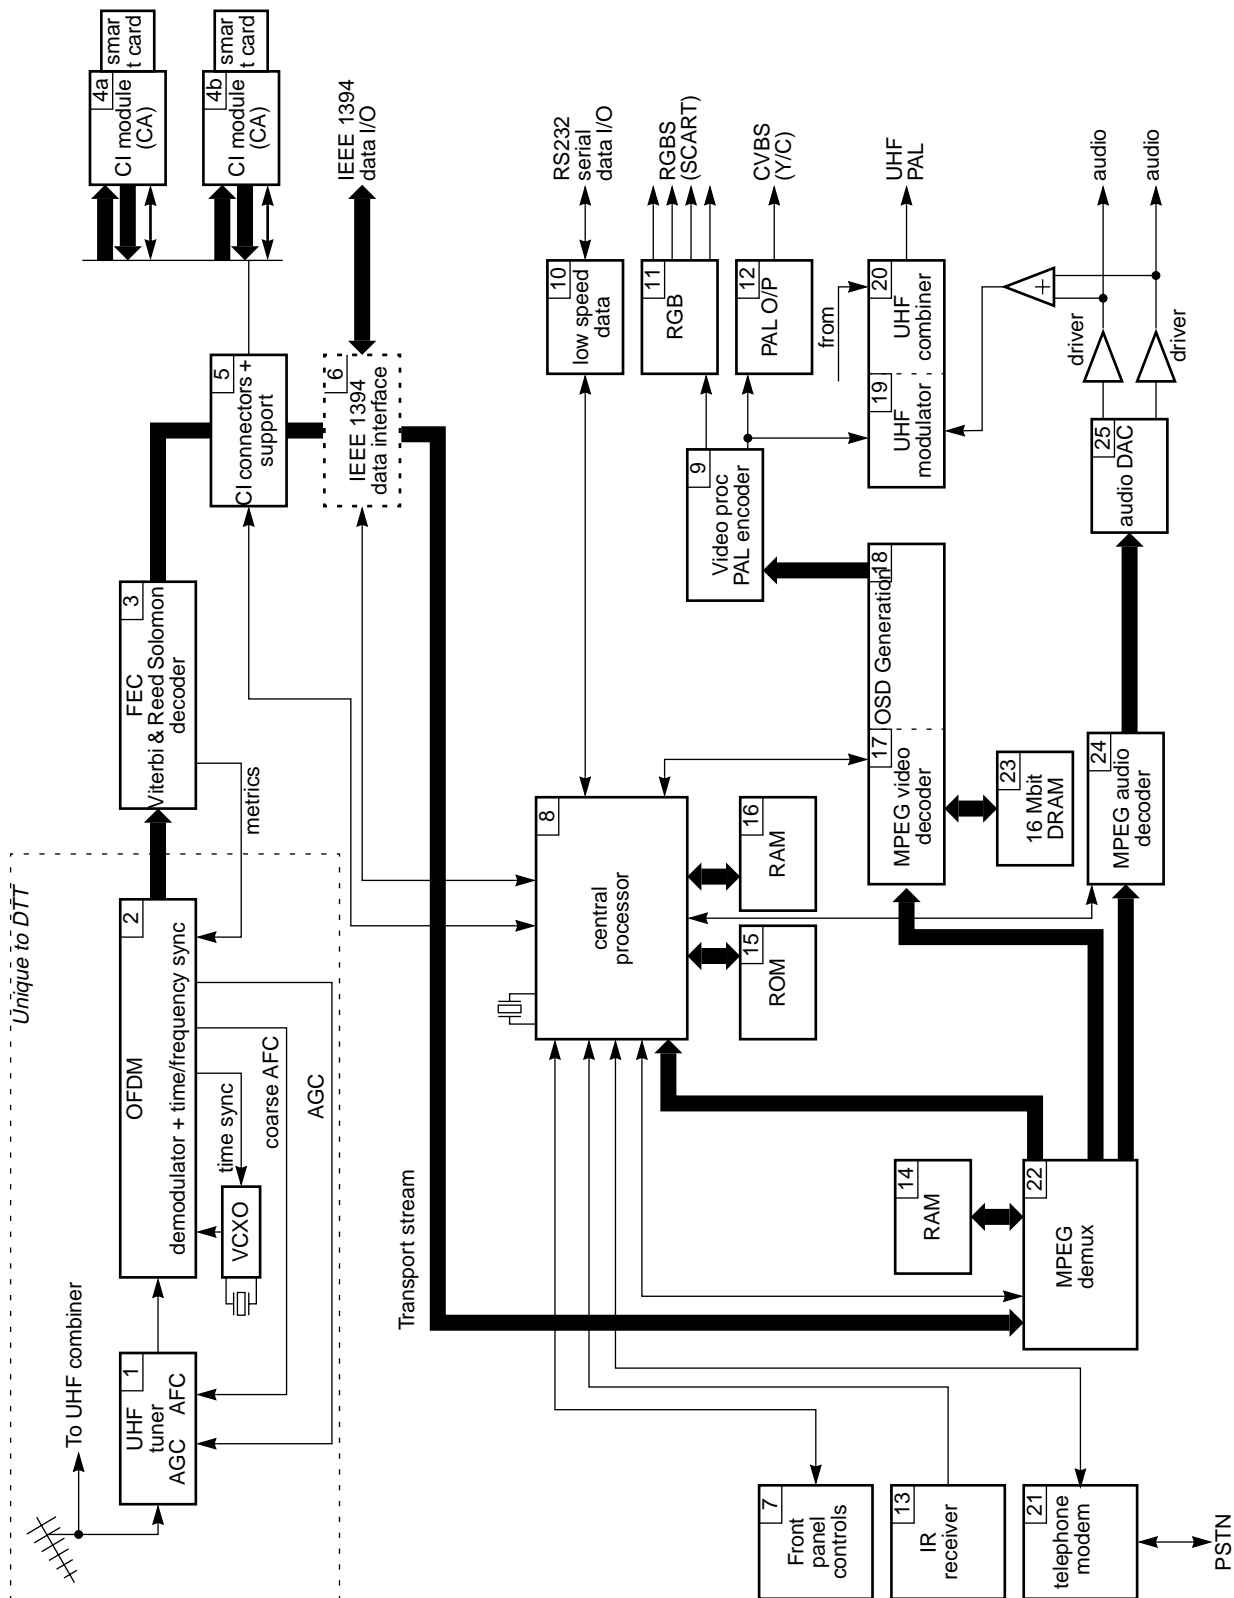 Unique to DTT
To UHF combiner
1
UHF
tuner
AGC AFC
2
OFDM
demodulator + time/frequency sync
time sync
VCXO
coarse AFC
AGC
metrics
3
FEC
Viterbi & Reed Solomon
decoder
4a
CI module
(CA)
smar
t card
4b
CI module
(CA)
smar
t card
5
CI connectors +
support
6
IEEE 1394
data interface
IEEE 1394
data I/O
Transport stream
8
central
processor
10
low speed
data
RS232
serial
data I/O
11
RGB
RGBS
(SCART)
12
PAL O/P
CVBS
(Y/C)
9
Video proc
PAL encoder
16
RAM
15
ROM
17
MPEG video
decoder
18
OSD Generation
19
UHF
modulator
20
UHF
combiner
from
UHF
PAL
23
16 Mbit
DRAM
14
RAM
22
MPEG
demux
24
MPEG audio
decoder
25
audio DAC
driver
driver
+
audio
audio
7
Front
panel
controls
13
IR
receiver
21
telephone
modem
PSTN